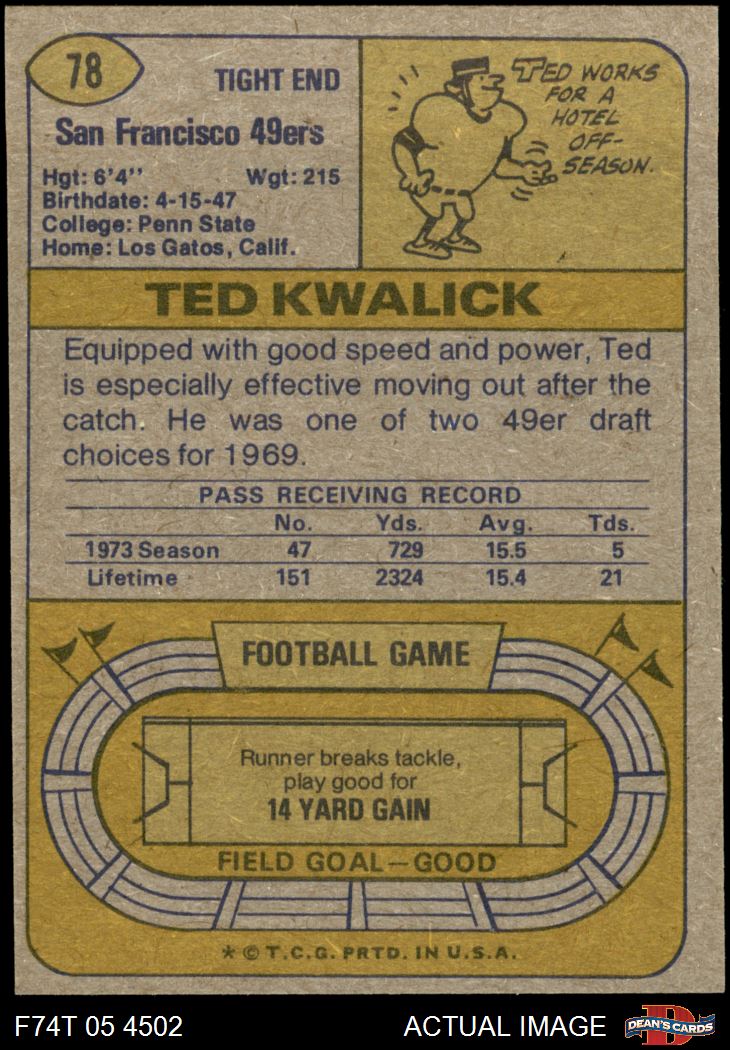 78
TIGHT END
San Francisco 49ers
Hgt: 6'4'' Wgt: 215
Birthdate: 4-15-47
College: Penn State
Home: Los Gatos, Calif.
TED WORKS
FOR A
HOTEL
OFF-
SEASON.
TED KWALICK
Equipped with good speed and power, Ted
is especially effective moving out after the
catch. He was one of two 49er draft
choices for 1969.
PASS RECEIVING RECORD
No. Yds. Avg. Tds.
1973 Season 47 729 15.5 5
Lifetime 151 2324 15.4 21
FOOTBALL GAME
Runner breaks tackle,
play good for
14 YARD GAIN
FIELD GOAL—GOOD
* © T.C.G. PRTD. IN U.S.A.
F74T 05 4502
ACTUAL IMAGE
D
DEAN'S CARDS